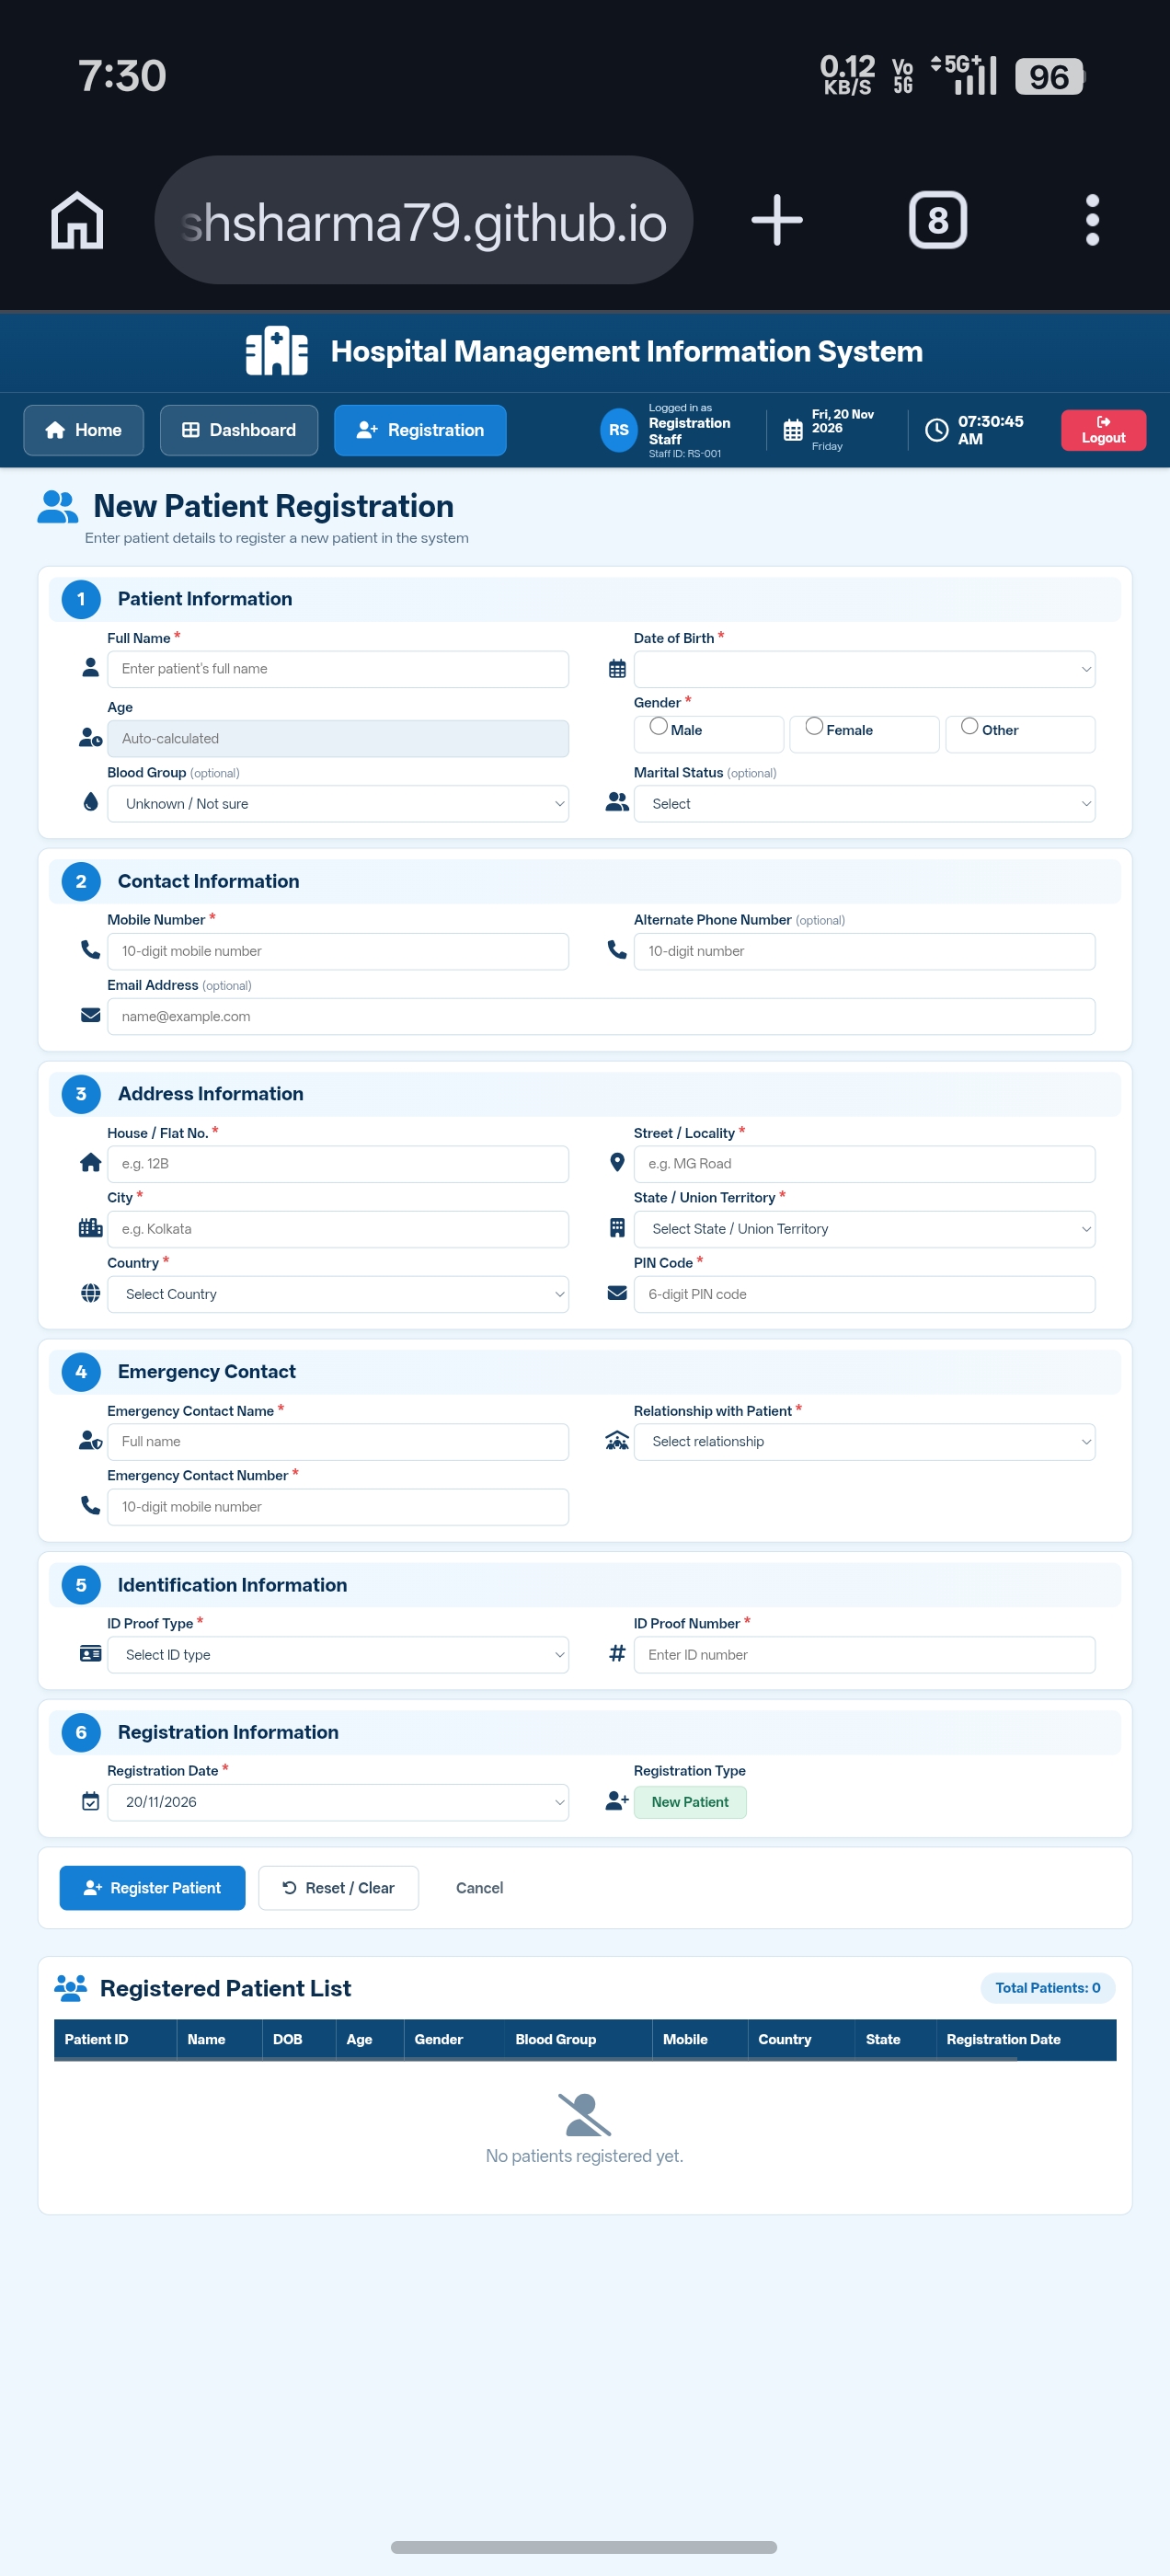 7:30
0.12 KB/S Vo 5G 5G+ 96
shsharma79.github.io
8
Hospital Management Information System
Home
Dashboard
Registration
RS
Logged in as
Registration
Staff
Staff ID: RS-001
Fri, 20 Nov
2026
Friday
07:30:45
AM
Logout
New Patient Registration
Enter patient details to register a new patient in the system
1 Patient Information
Full Name *
Enter patient's full name
Date of Birth *
Age
Auto-calculated
Gender *
Male
Female
Other
Blood Group (optional)
Unknown / Not sure
Marital Status (optional)
Select
2 Contact Information
Mobile Number *
10-digit mobile number
Alternate Phone Number (optional)
10-digit number
Email Address (optional)
name@example.com
3 Address Information
House / Flat No. *
e.g. 12B
Street / Locality *
e.g. MG Road
City *
e.g. Kolkata
State / Union Territory *
Select State / Union Territory
Country *
Select Country
PIN Code *
6-digit PIN code
4 Emergency Contact
Emergency Contact Name *
Full name
Relationship with Patient *
Select relationship
Emergency Contact Number *
10-digit mobile number
5 Identification Information
ID Proof Type *
Select ID type
ID Proof Number *
Enter ID number
6 Registration Information
Registration Date *
20/11/2026
Registration Type
New Patient
Register Patient
Reset / Clear
Cancel
Registered Patient List
Total Patients: 0
Patient ID Name DOB Age Gender Blood Group Mobile Country State Registration Date
No patients registered yet.